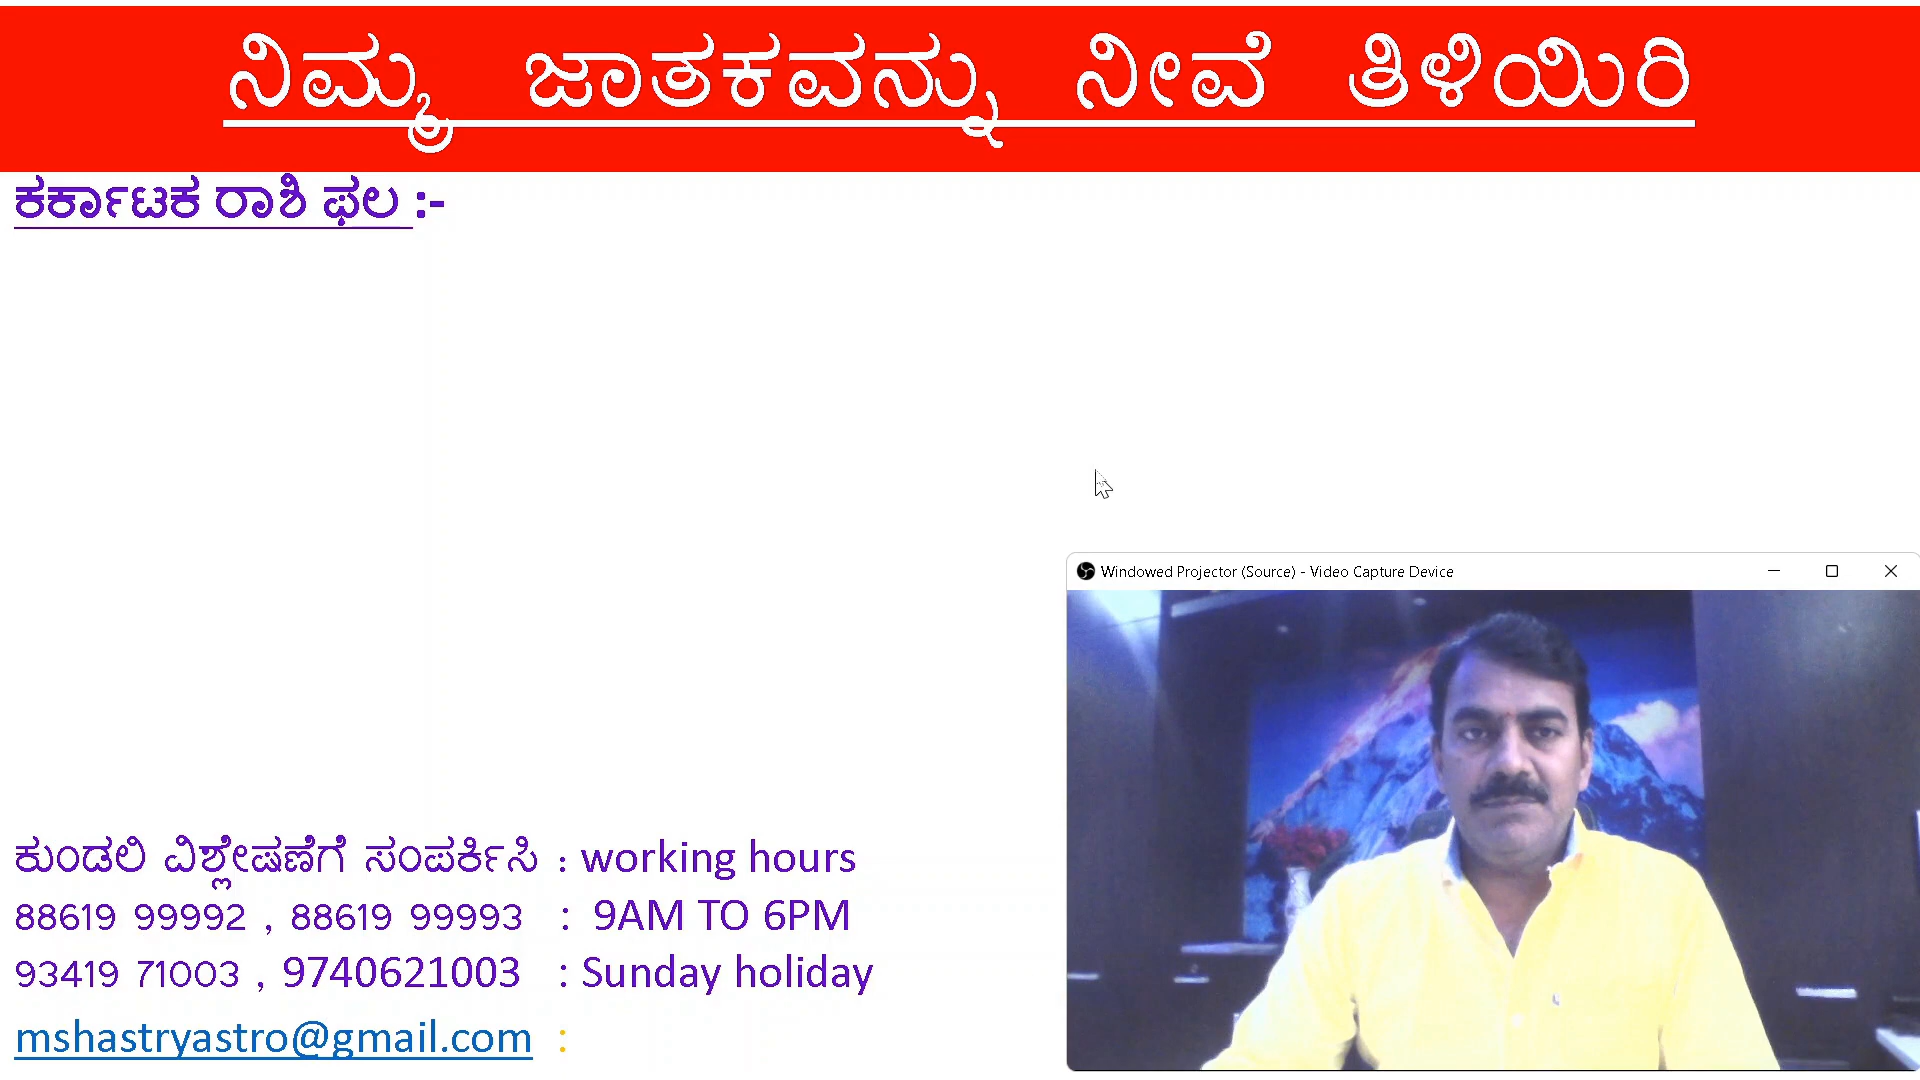 ನಿಮ್ಮ ಜಾತಕವನ್ನು ನೀವೆ ತಿಳಿಯಿರಿ
ಕರ್ಕಾಟಕ ರಾಶಿ ಫಲ :-
Windowed Projector (Source) - Video Capture Device
ಕುಂಡಲಿ ವಿಶ್ಲೇಷಣೆಗೆ ಸಂಪರ್ಕಿಸಿ : working hours
88619 99992 , 88619 99993 : 9AM TO 6PM
93419 71003 , 9740621003 : Sunday holiday
mshastryastro@gmail.com :